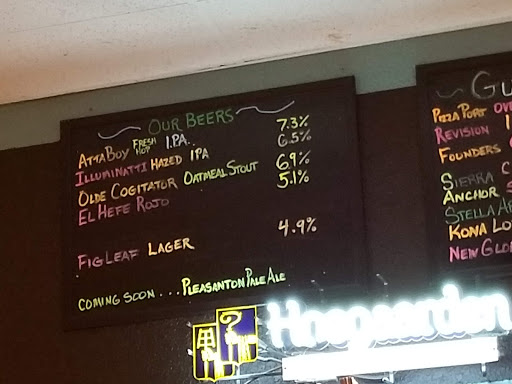 OUR BEERS
ATTABOY FRESH HOP I.P.A. 7.3%
ILLUMINATTI HAZED IPA 6.5%
OLDE COGITATOR OATMEAL STOUT 6.9%
EL HEFE ROJO 5.1%
FIGLEAF LAGER 4.9%
COMING SOON . . . PLEASANTON PALE ALE
GU
PIZZA PORT
REVISION
FOUNDERS
SIERRA
ANCHOR
STELLA
KONA
Hoegaarden